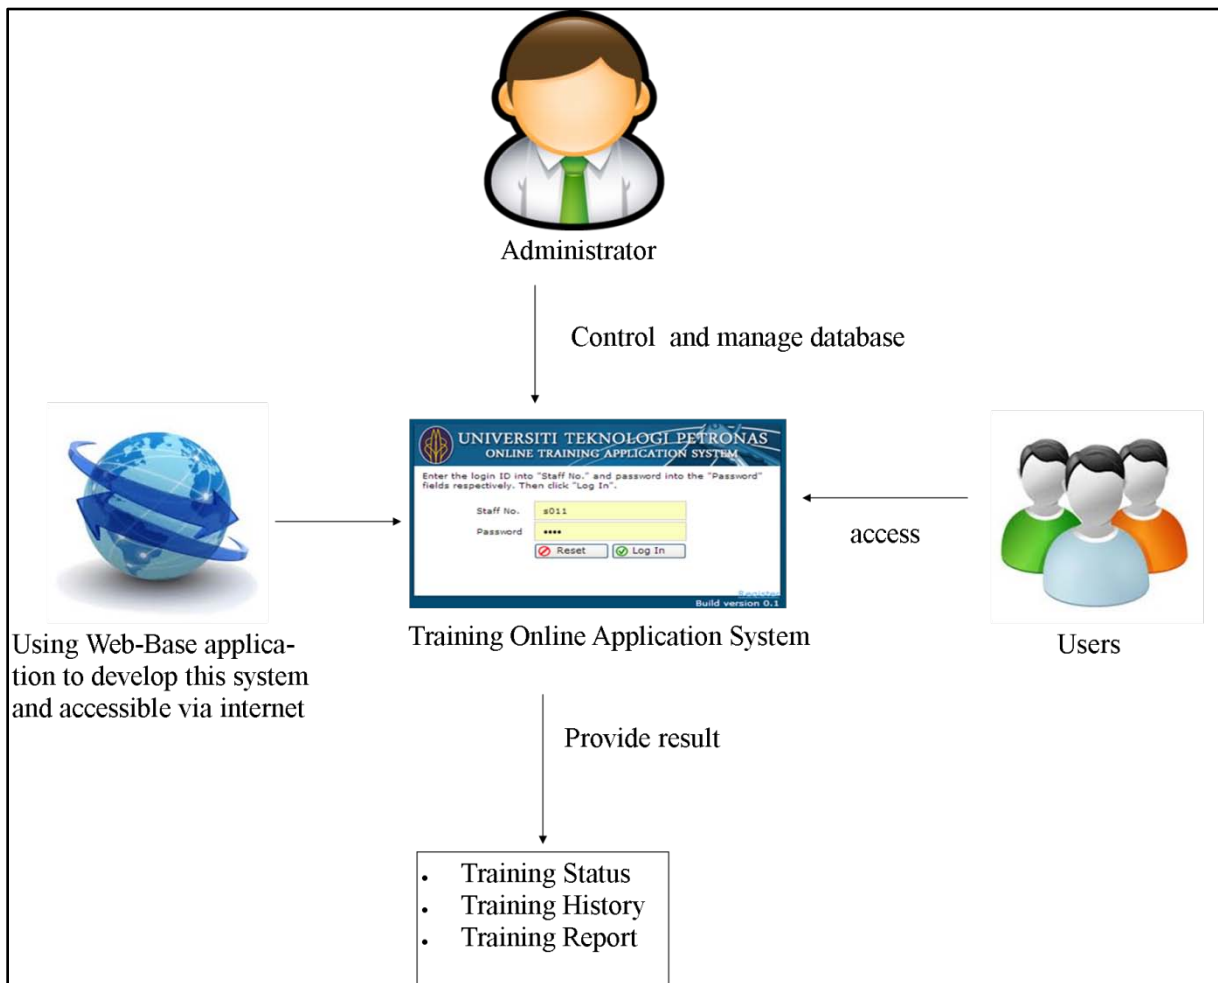 Administrator
Control and manage database
UNIVERSITI TEKNOLOGI PETRONAS
ONLINE TRAINING APPLICATION SYSTEM
Enter the login ID into "Staff No." and password into the "Password"
fields respectively. Then click "Log In".
Staff No. s011
Password ••••
Reset Log In
Register
Build version 0.1
access
Using Web-Base applica-
tion to develop this system
and accessible via internet
Training Online Application System
Users
Provide result
• Training Status
• Training History
• Training Report